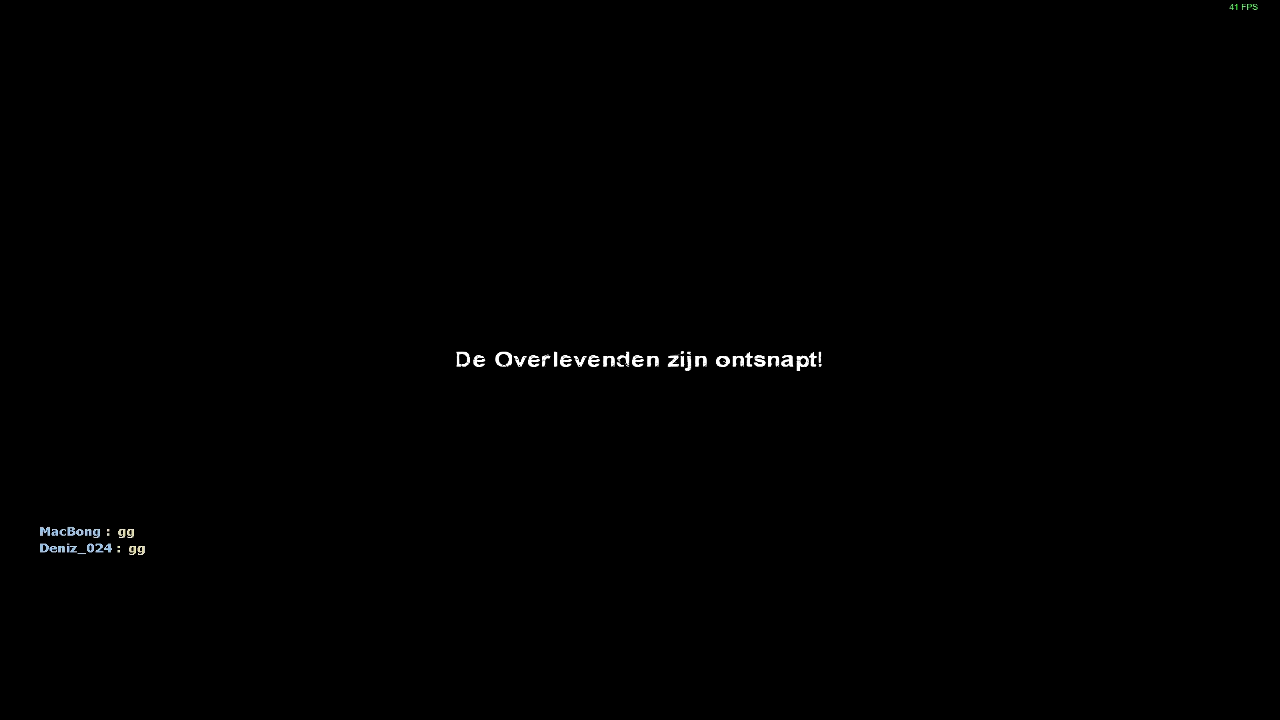 41 FPS
De Overlevenden zijn ontsnapt!
MacBong : gg
Deniz_024 : gg